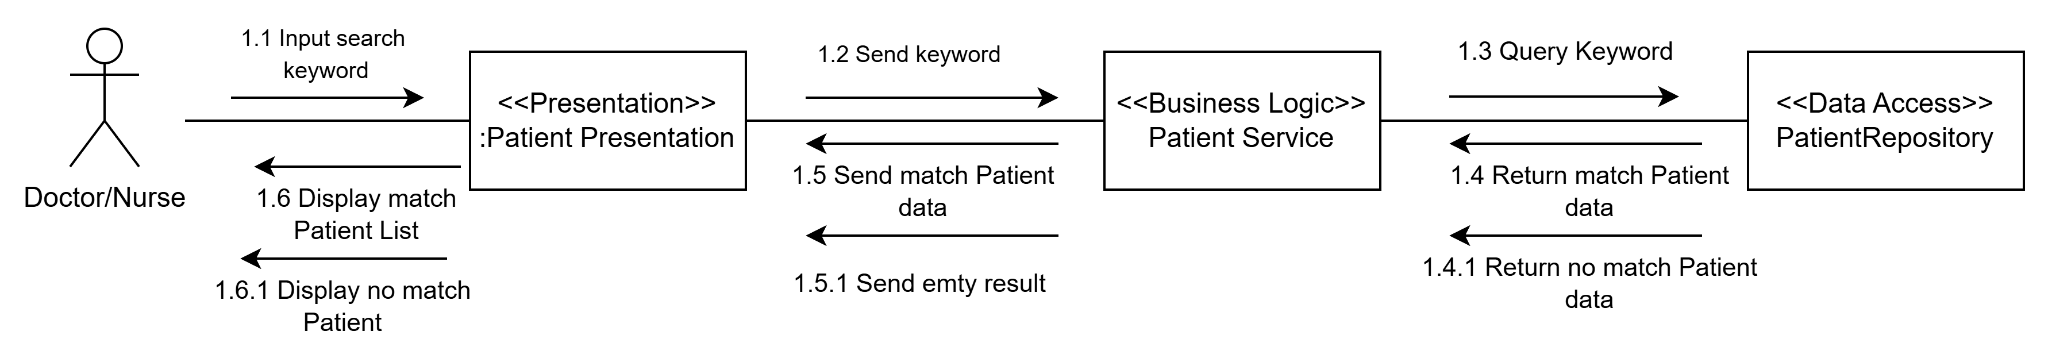 1.1 Input search
keyword
<<Presentation>>
:Patient Presentation
1.2 Send keyword
<<Business Logic>>
Patient Service
1.3 Query Keyword
<<Data Access>>
PatientRepository
Doctor/Nurse
1.6 Display match
Patient List
1.6.1 Display no match
Patient
1.5 Send match Patient
data
1.5.1 Send emty result
1.4 Return match Patient
data
1.4.1 Return no match Patient
data